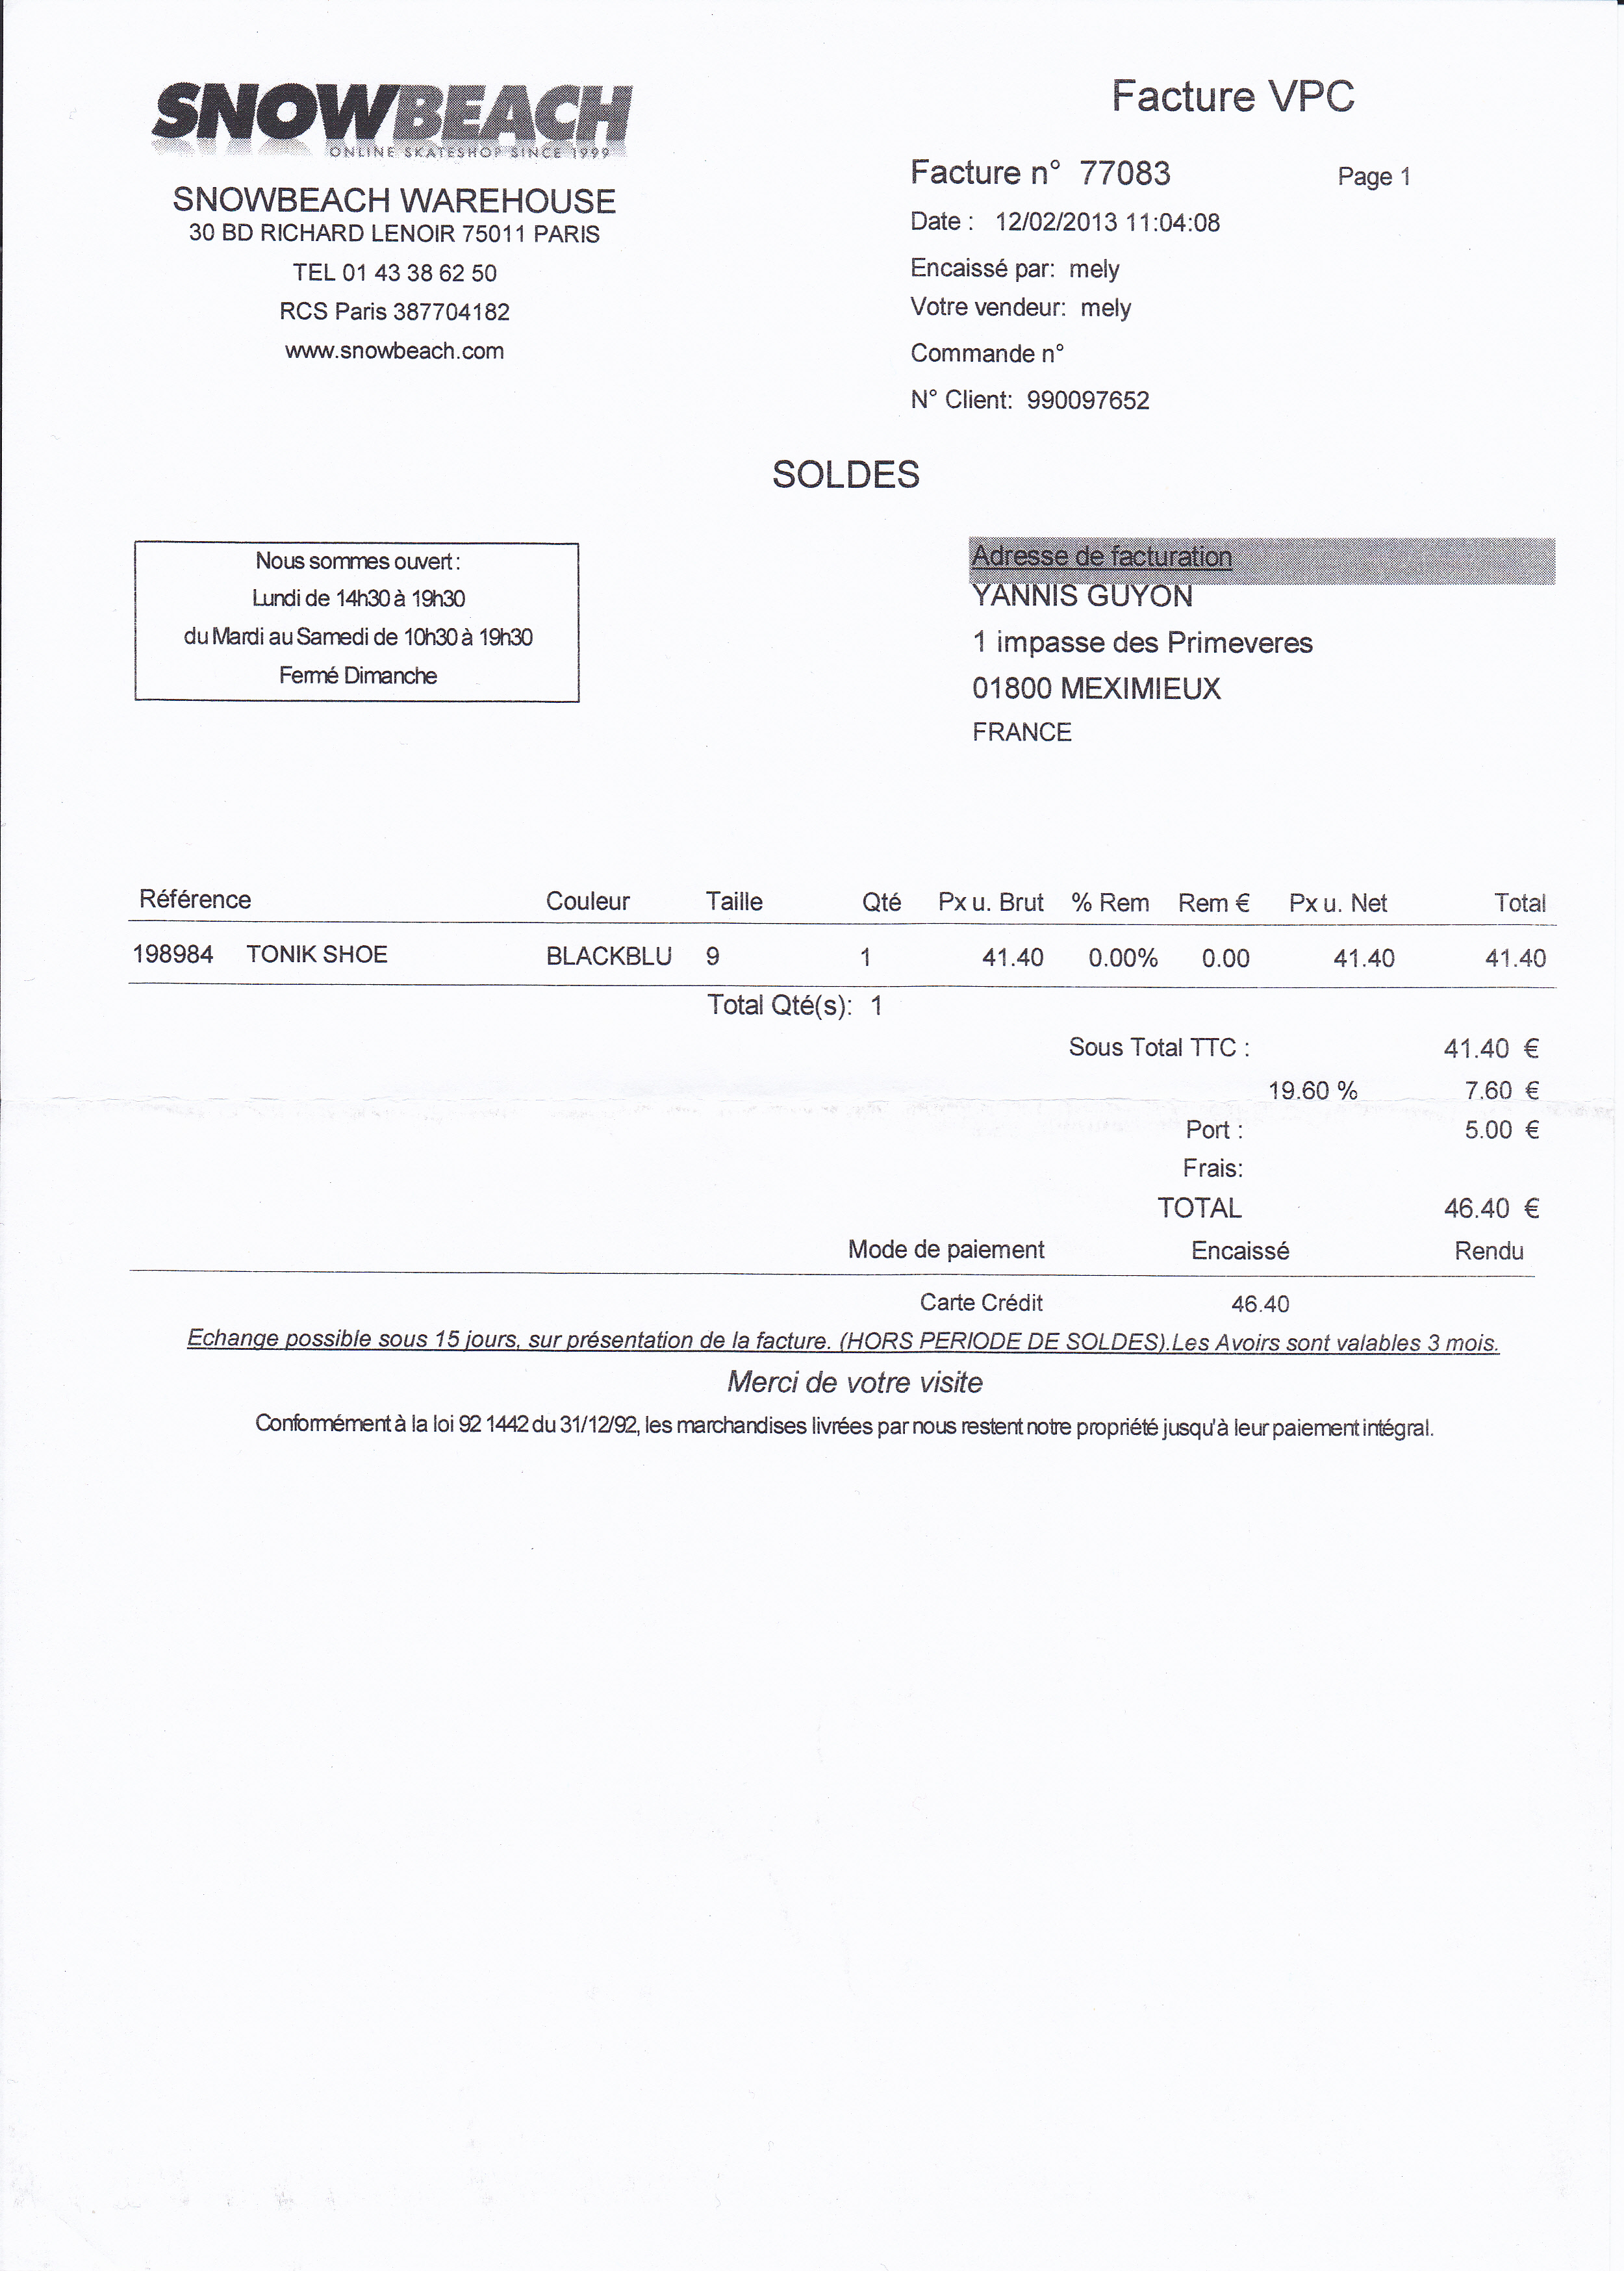 SNOWBEACH
ONLINE SKATESHOP SINCE 1999
SNOWBEACH WAREHOUSE
30 BD RICHARD LENOIR 75011 PARIS
TEL 01 43 38 62 50
RCS Paris 387704182
www.snowbeach.com
Facture VPC
Facture n° 77083 Page 1
Date : 12/02/2013 11:04:08
Encaissé par: mely
Votre vendeur: mely
Commande n°
N° Client: 990097652
SOLDES
Nous sommes ouvert :
Lundi de 14h30 à 19h30
du Mardi au Samedi de 10h30 à 19h30
Fermé Dimanche
Adresse de facturation
YANNIS GUYON
1 impasse des Primeveres
01800 MEXIMIEUX
FRANCE
Référence Couleur Taille Qté Px u. Brut % Rem Rem € Px u. Net Total
198984 TONIK SHOE BLACKBLU 9 1 41.40 0.00% 0.00 41.40 41.40
Total Qté(s): 1
Sous Total TTC : 41.40 €
19.60 % 7.60 €
Port : 5.00 €
Frais:
TOTAL 46.40 €
Mode de paiement Encaissé Rendu
Carte Crédit 46.40
Echange possible sous 15 jours, sur présentation de la facture. (HORS PERIODE DE SOLDES).Les Avoirs sont valables 3 mois.
Merci de votre visite
Conformément à la loi 92 1442 du 31/12/92, les marchandises livrées par nous restent notre propriété jusqu'à leur paiement intégral.